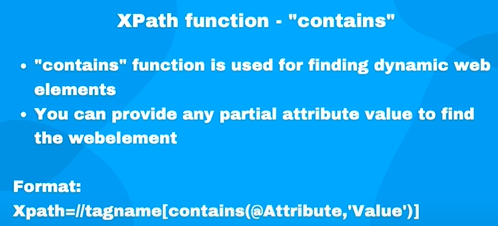 XPath function - "contains"
• "contains" function is used for finding dynamic web
elements
• You can provide any partial attribute value to find
the webelement
Format:
Xpath=//tagname[contains(@Attribute,'Value')]